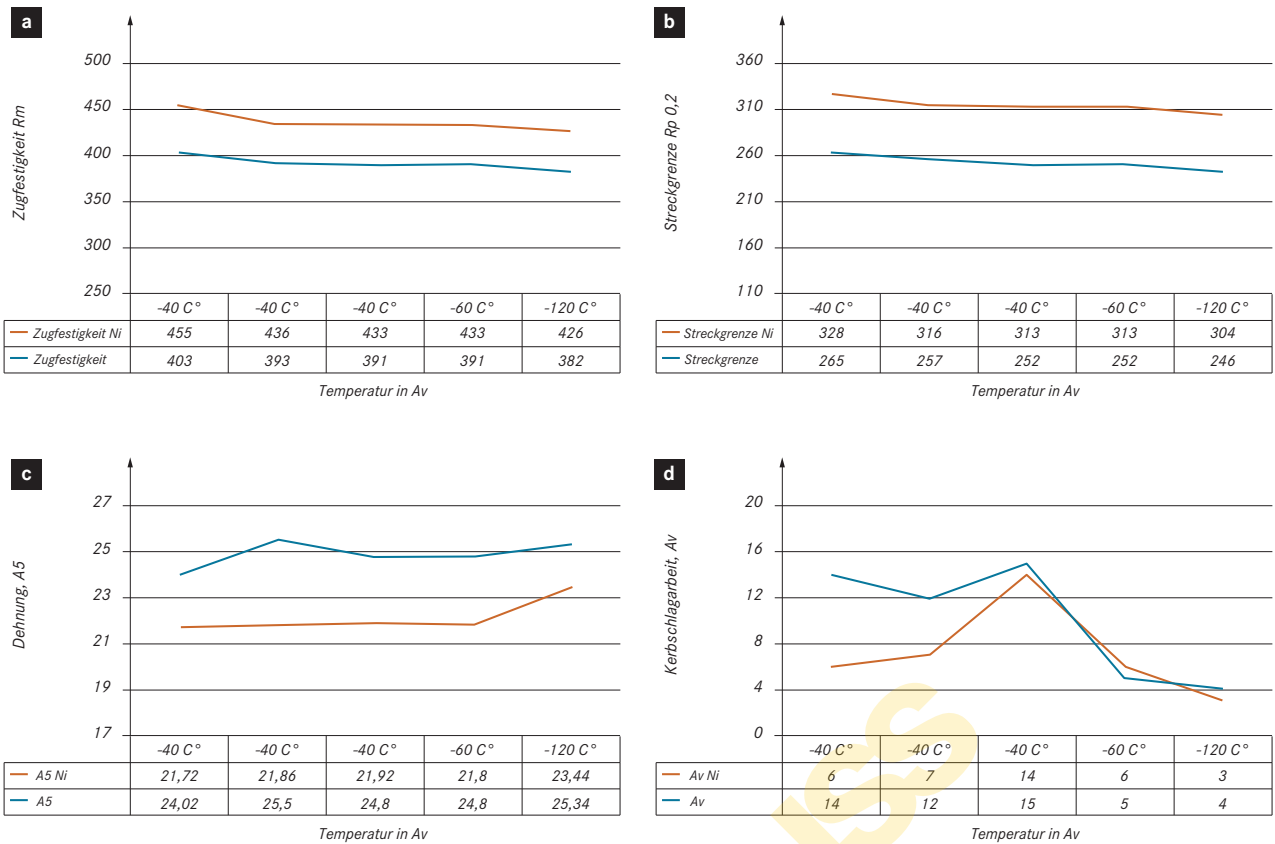 a
Zugfestigkeit Rm
500
450
400
350
300
250
-40 C° -40 C° -40 C° -60 C° -120 C°
Zugfestigkeit Ni 455 436 433 433 426
Zugfestigkeit 403 393 391 391 382
Temperatur in Av
b
Streckgrenze Rp 0,2
360
310
260
210
160
110
-40 C° -40 C° -40 C° -60 C° -120 C°
Streckgrenze Ni 328 316 313 313 304
Streckgrenze 265 257 252 252 246
Temperatur in Av
c
Dehnung, A5
27
25
23
21
19
17
-40 C° -40 C° -40 C° -60 C° -120 C°
A5 Ni 21,72 21,86 21,92 21,8 23,44
A5 24,02 25,5 24,8 24,8 25,34
Temperatur in Av
d
Kerbschlagarbeit, Av
20
16
12
8
4
0
-40 C° -40 C° -40 C° -60 C° -120 C°
Av Ni 6 7 14 6 3
Av 14 12 15 5 4
Temperatur in Av